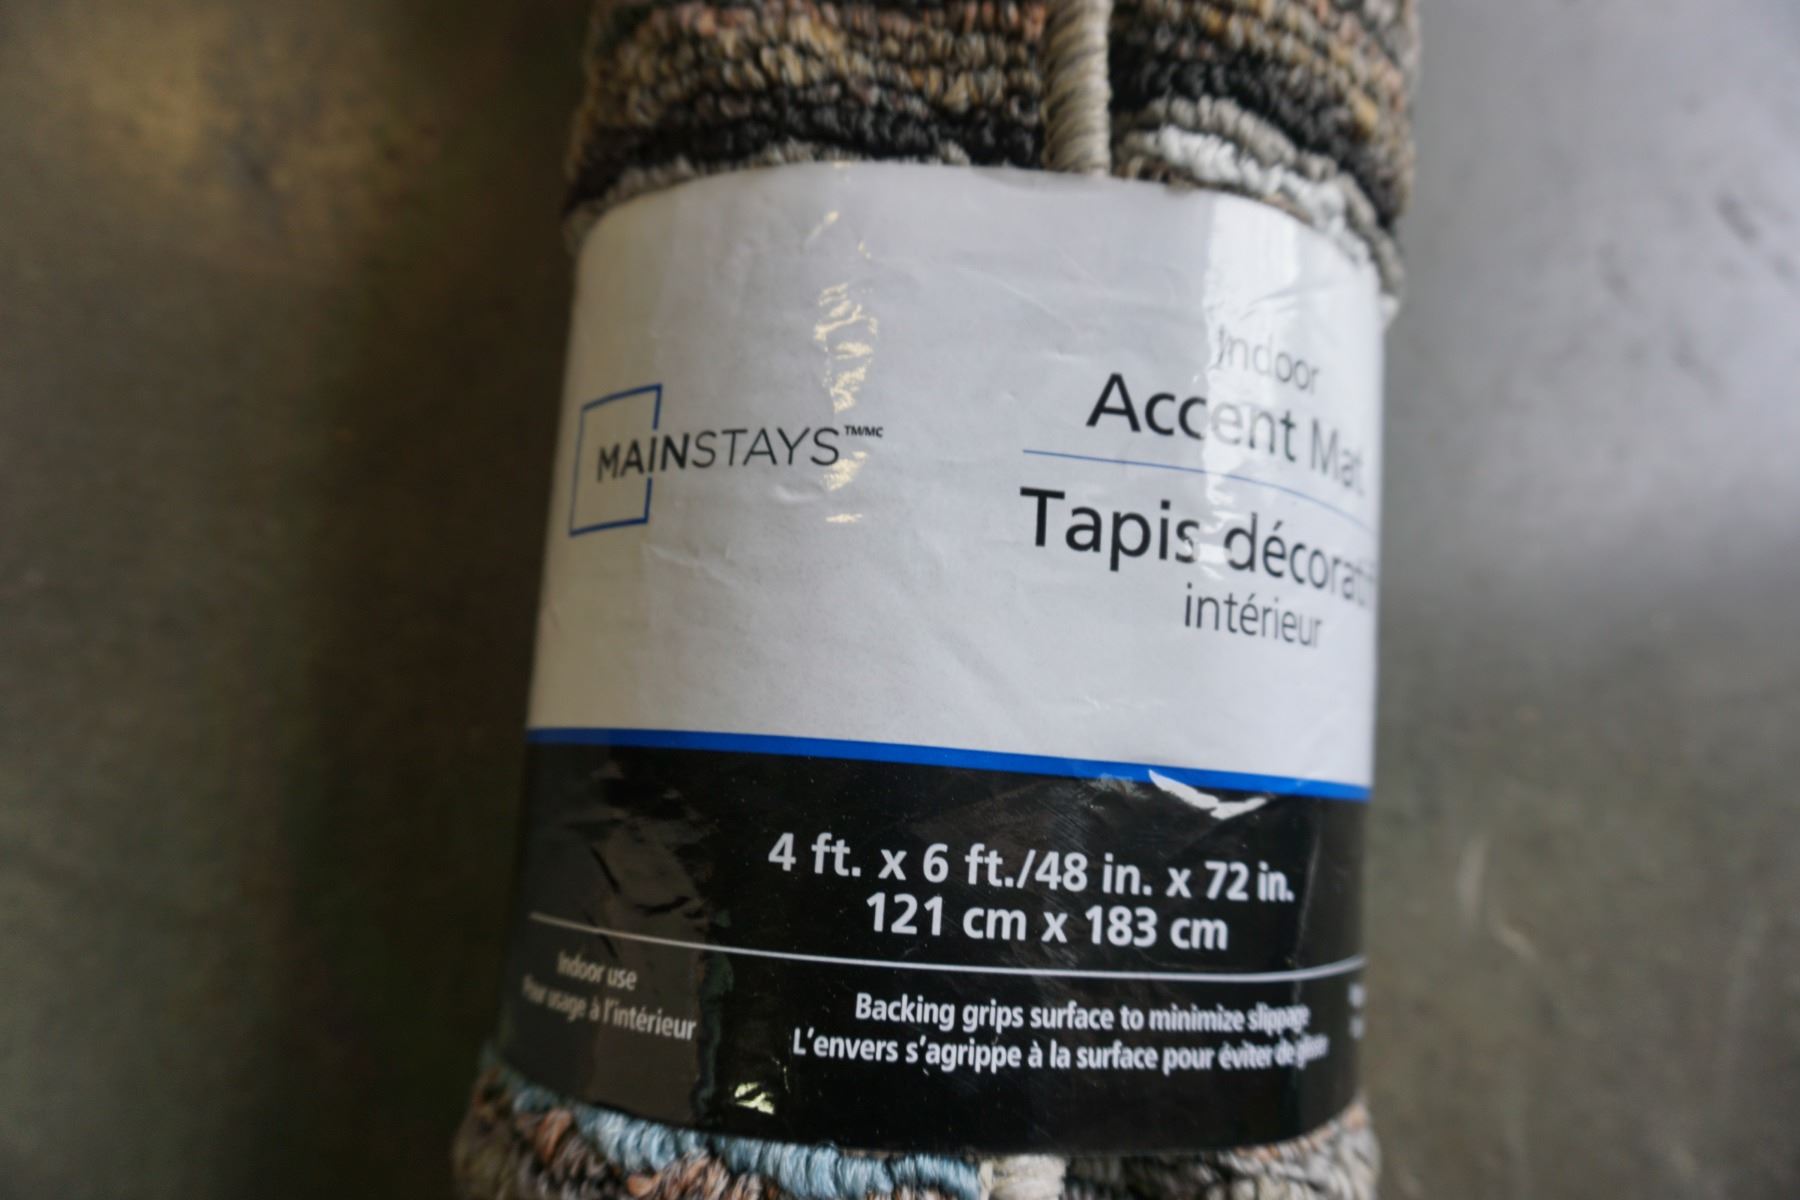 MAINSTAYS™/MC
Indoor
Accent Mat
Tapis décoratif
intérieur
4 ft. x 6 ft./48 in. x 72 in.
121 cm x 183 cm
Indoor use
Pour usage à l'intérieur
Backing grips surface to minimize slippage
L'envers s'agrippe à la surface pour éviter de